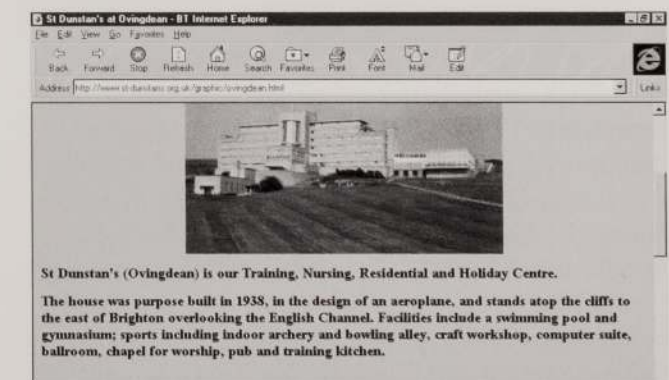 St Dunstan's at Ovingdean - BT Internet Explorer
File Edit View Go Favorites Help
Back Forward Stop Refresh Home Search Favorites Print Font Mail Edit
Address http://www.st-dunstans.org.uk/graphic/ovingdean.html Links
St Dunstan's (Ovingdean) is our Training, Nursing, Residential and Holiday Centre.
The house was purpose built in 1938, in the design of an aeroplane, and stands atop the cliffs to
the east of Brighton overlooking the English Channel. Facilities include a swimming pool and
gymnasium; sports including indoor archery and bowling alley, craft workshop, computer suite,
ballroom, chapel for worship, pub and training kitchen.